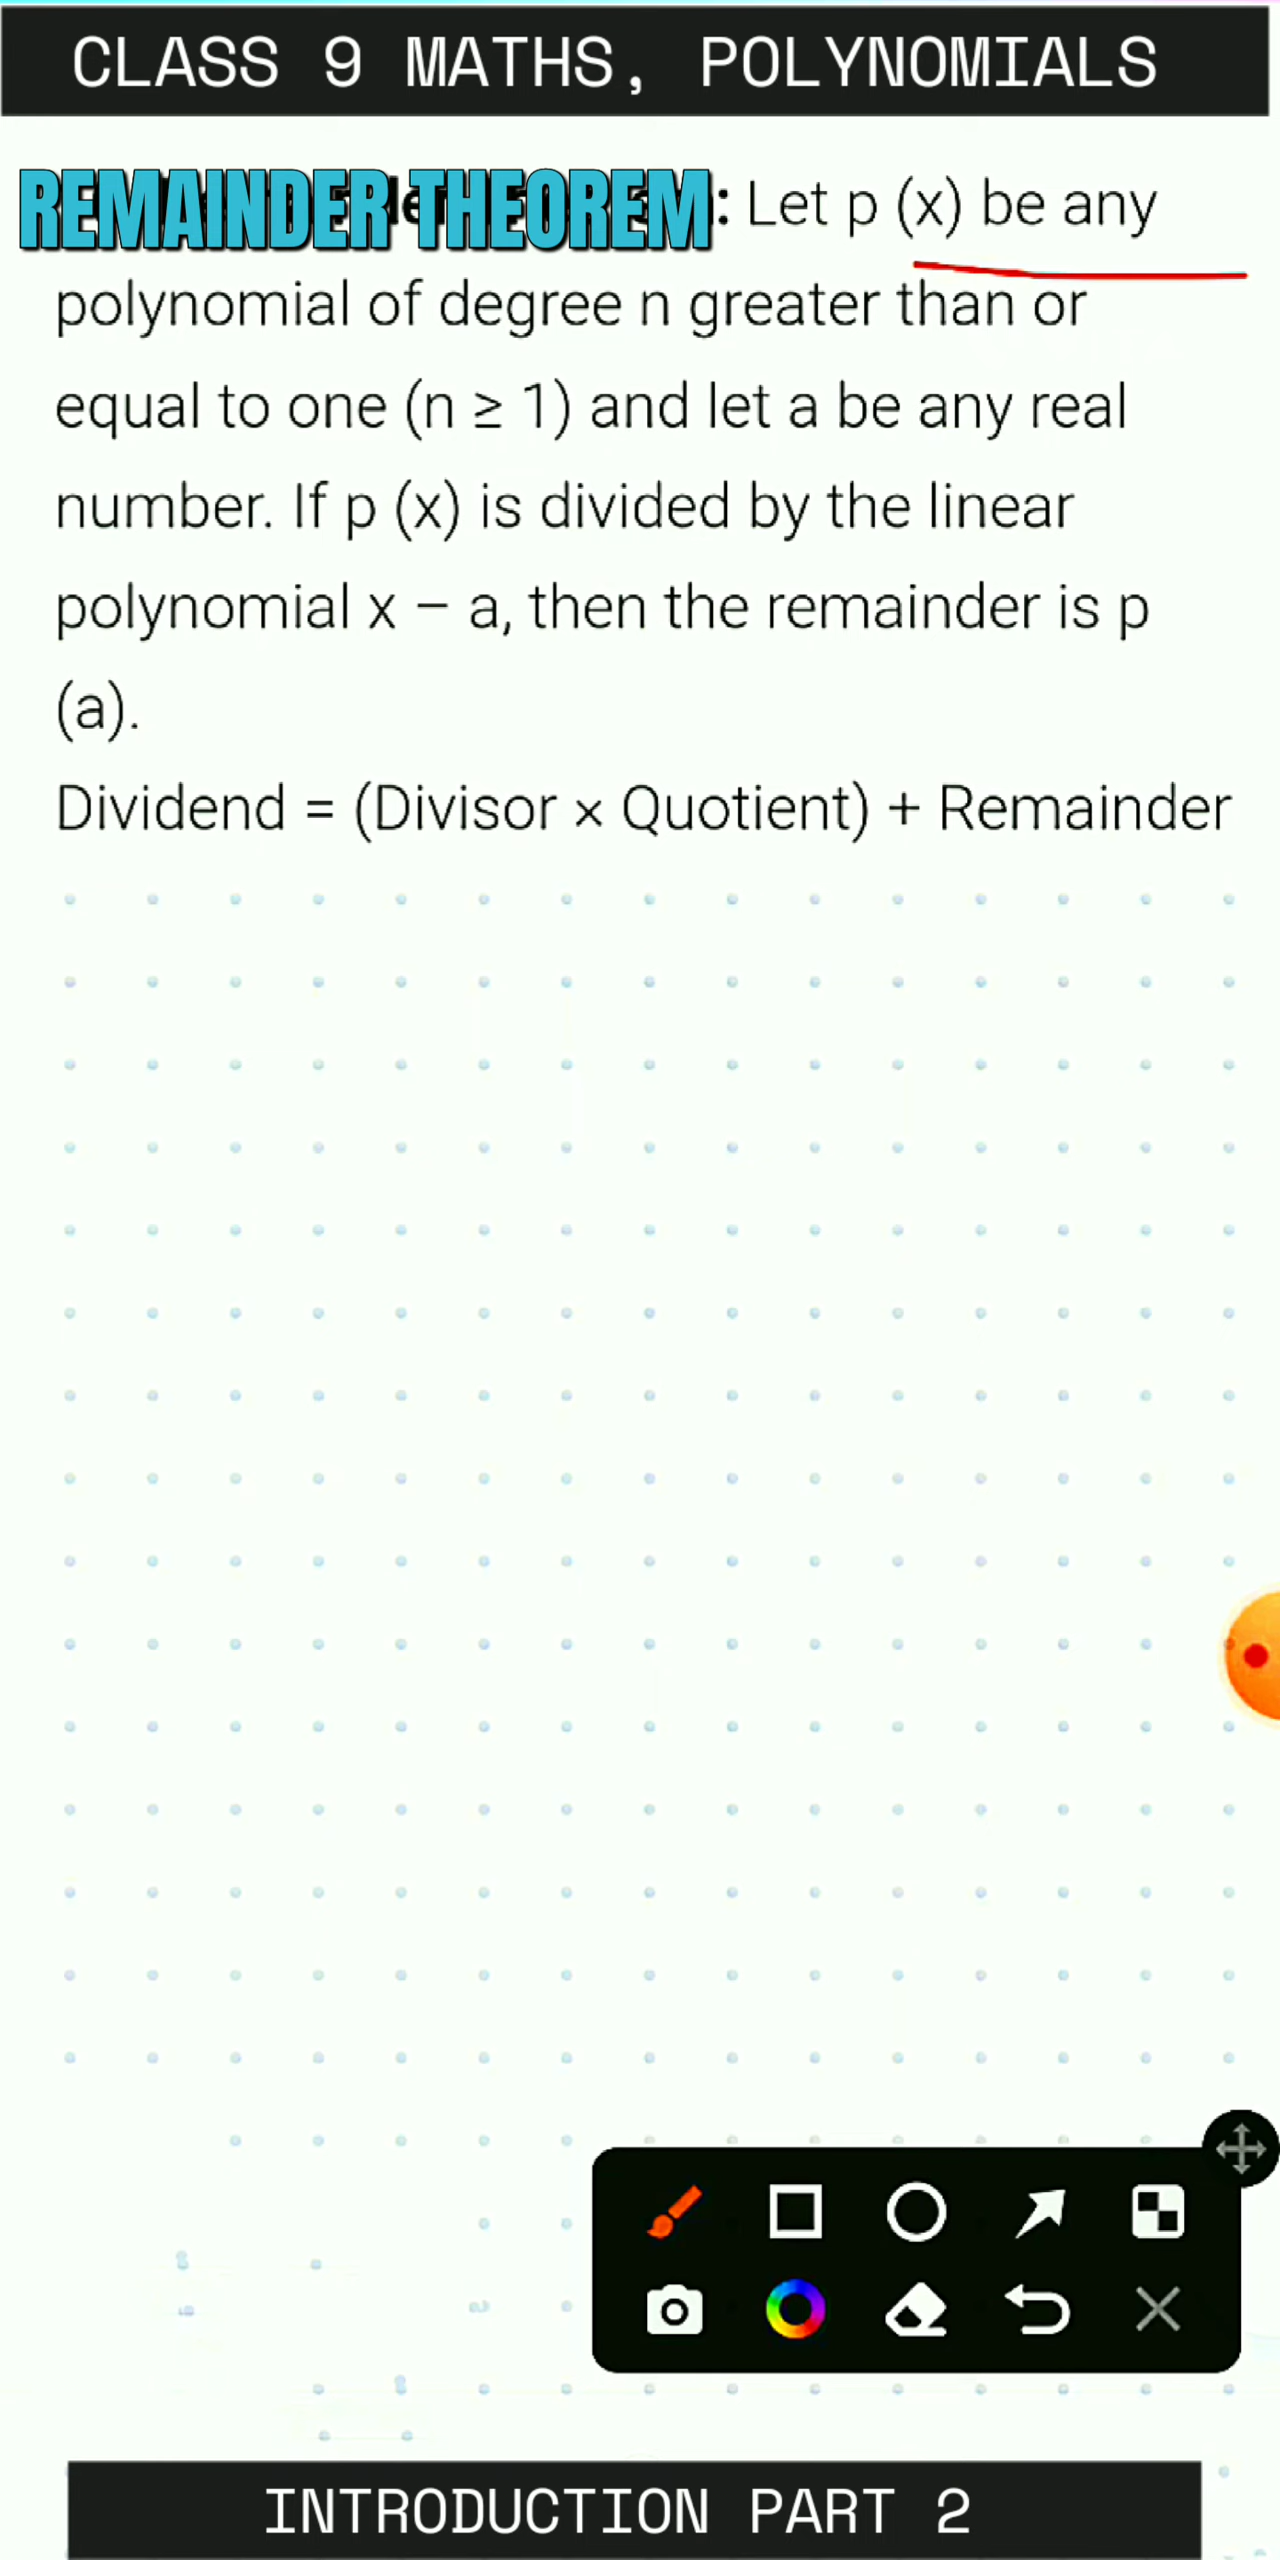 CLASS 9 MATHS, POLYNOMIALS
REMAINDER THEOREM: Let p (x) be any
polynomial of degree n greater than or
equal to one (n ≥ 1) and let a be any real
number. If p (x) is divided by the linear
polynomial x – a, then the remainder is p
(a).
Dividend = (Divisor × Quotient) + Remainder
INTRODUCTION PART 2